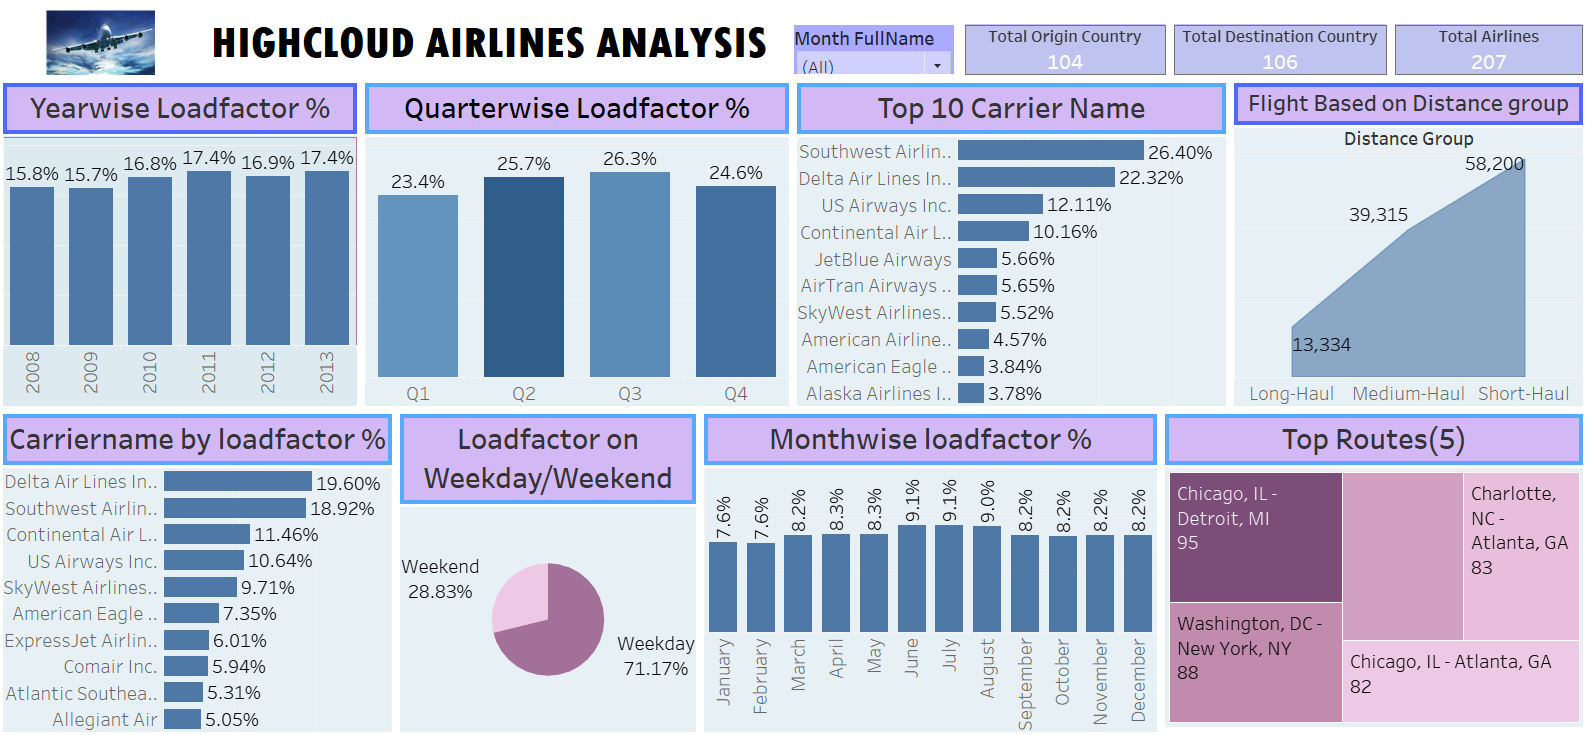 HIGHCLOUD AIRLINES ANALYSIS
Month FullName
(All)
Total Origin Country
104
Total Destination Country
106
Total Airlines
207
Yearwise Loadfactor %
15.8%
15.7%
16.8%
17.4%
16.9%
17.4%
2008
2009
2010
2011
2012
2013
Quarterwise Loadfactor %
23.4%
25.7%
26.3%
24.6%
Q1
Q2
Q3
Q4
Top 10 Carrier Name
Southwest Airlin.. 26.40%
Delta Air Lines In.. 22.32%
US Airways Inc. 12.11%
Continental Air L.. 10.16%
JetBlue Airways 5.66%
AirTran Airways .. 5.65%
SkyWest Airlines.. 5.52%
American Airline.. 4.57%
American Eagle .. 3.84%
Alaska Airlines I.. 3.78%
Flight Based on Distance group
Distance Group
58,200
39,315
13,334
Long-Haul
Medium-Haul
Short-Haul
Carriername by loadfactor %
Delta Air Lines In.. 19.60%
Southwest Airlin.. 18.92%
Continental Air L.. 11.46%
US Airways Inc. 10.64%
SkyWest Airlines.. 9.71%
American Eagle .. 7.35%
ExpressJet Airlin.. 6.01%
Comair Inc. 5.94%
Atlantic Southea.. 5.31%
Allegiant Air 5.05%
Loadfactor on
Weekday/Weekend
Weekend
28.83%
Weekday
71.17%
Monthwise loadfactor %
7.6%
7.6%
8.2%
8.3%
8.3%
9.1%
9.1%
9.0%
8.2%
8.2%
8.2%
8.2%
January
February
March
April
May
June
July
August
September
October
November
December
Top Routes(5)
Chicago, IL -
Detroit, MI
95
Washington, DC -
New York, NY
88
Charlotte,
NC -
Atlanta, GA
83
Chicago, IL - Atlanta, GA
82